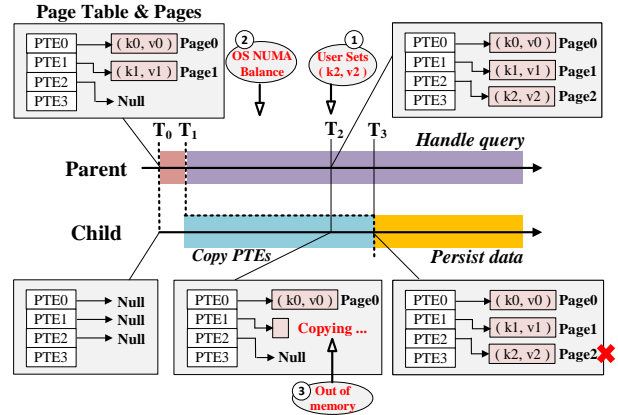 Page Table & Pages
PTE0
PTE1
PTE2
PTE3
( k0, v0 ) Page0
( k1, v1 ) Page1
Null
2
OS NUMA
Balance
1
User Sets
( k2, v2 )
PTE0
PTE1
PTE2
PTE3
( k0, v0 ) Page0
( k1, v1 ) Page1
( k2, v2 ) Page2
T0 T1 T2 T3
Handle query
Parent
Child
Copy PTEs
Persist data
PTE0
PTE1
PTE2
PTE3
Null
Null
Null
PTE0
PTE1
PTE2
PTE3
( k0, v0 ) Page0
Copying ...
Null
3
Out of
memory
PTE0
PTE1
PTE2
PTE3
( k0, v0 ) Page0
( k1, v1 ) Page1
( k2, v2 ) Page2